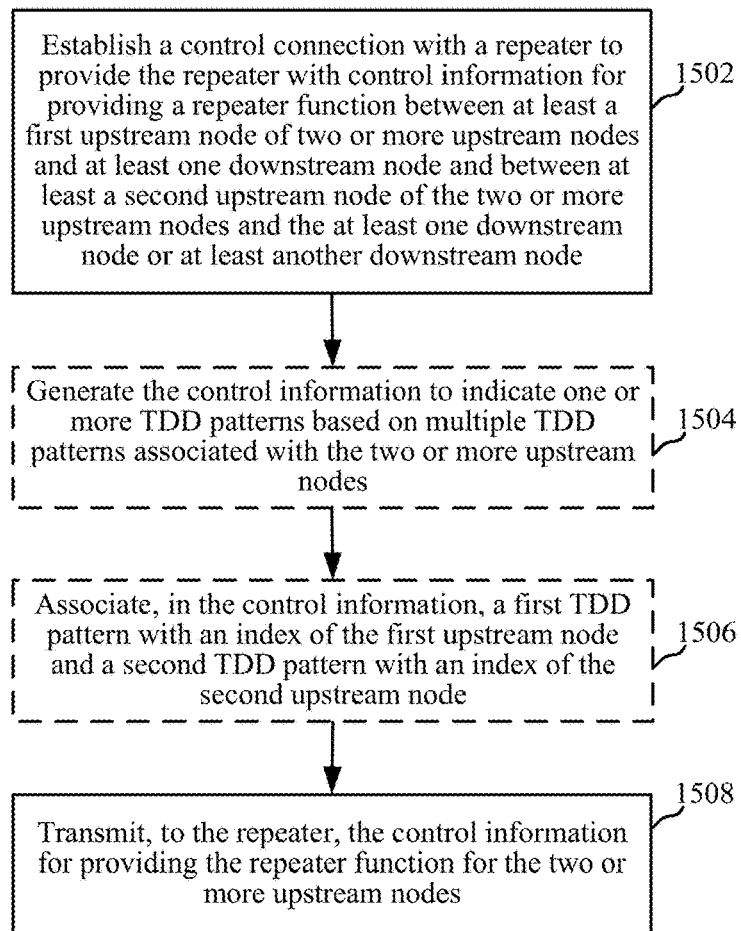 Establish a control connection with a repeater to
provide the repeater with control information for
providing a repeater function between at least a
first upstream node of two or more upstream nodes
and at least one downstream node and between at
least a second upstream node of the two or more
upstream nodes and the at least one downstream
node or at least another downstream node
1502
Generate the control information to indicate one or
more TDD patterns based on multiple TDD
patterns associated with the two or more upstream
nodes
1504
Associate, in the control information, a first TDD
pattern with an index of the first upstream node
and a second TDD pattern with an index of the
second upstream node
1506
Transmit, to the repeater, the control information
for providing the repeater function for the two or
more upstream nodes
1508